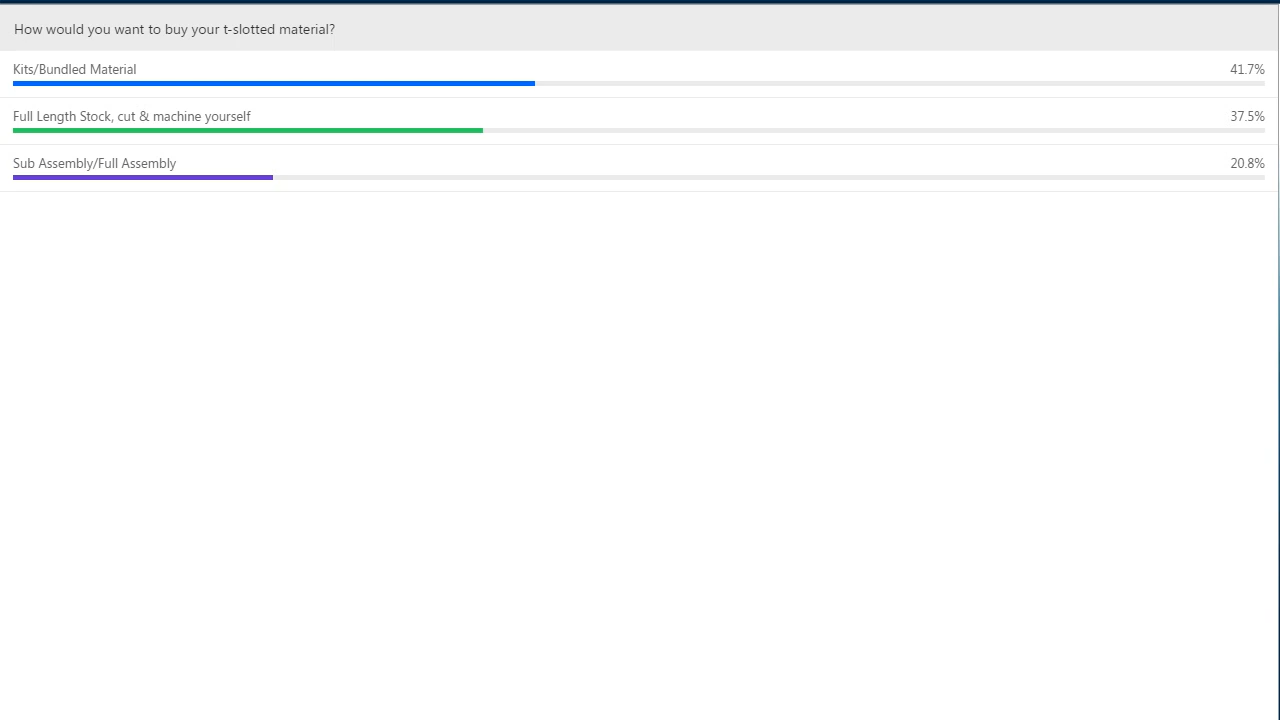 How would you want to buy your t-slotted material?
Kits/Bundled Material 41.7%
Full Length Stock, cut & machine yourself 37.5%
Sub Assembly/Full Assembly 20.8%